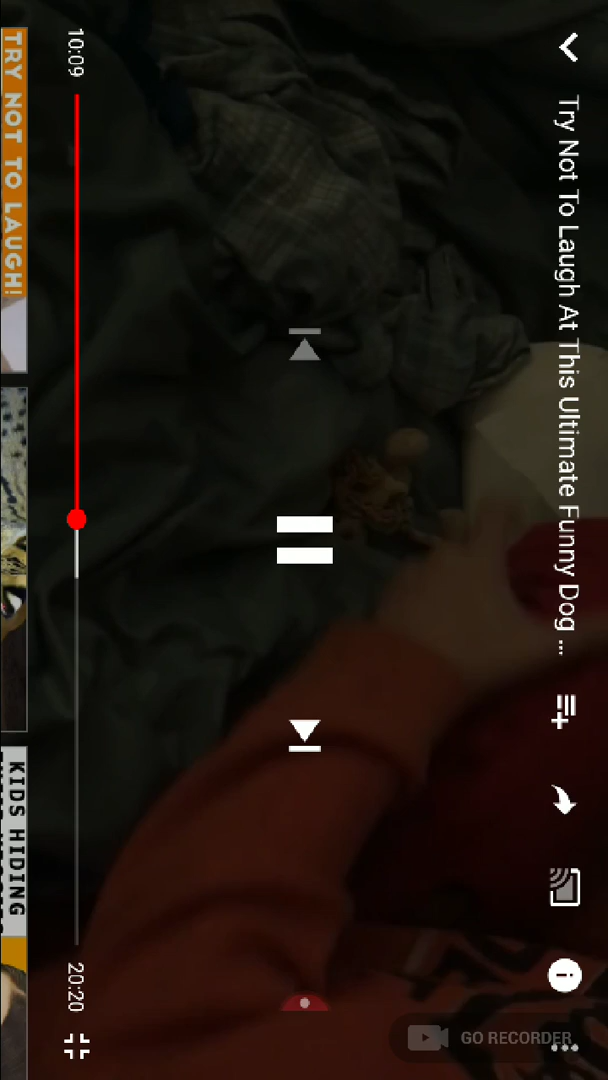 Try Not To Laugh At This Ultimate Funny Dog ...
10:09
20:20
TRY NOT TO LAUGH!
KIDS HIDING
GO RECORDER